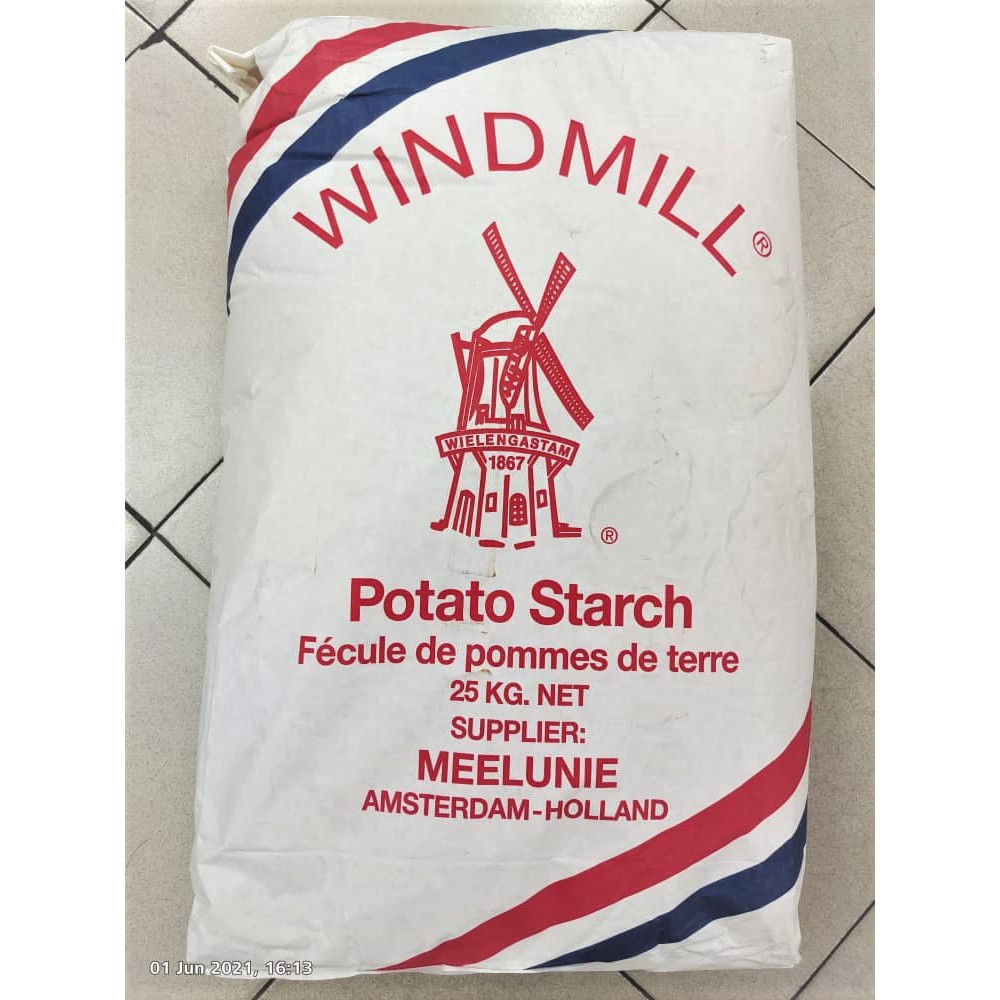 WINDMILL®
WIELENGASTAM
1867
®
Potato Starch
Fécule de pommes de terre
25 KG. NET
SUPPLIER:
MEELUNIE
AMSTERDAM-HOLLAND
01 Jun 2021, 16:13